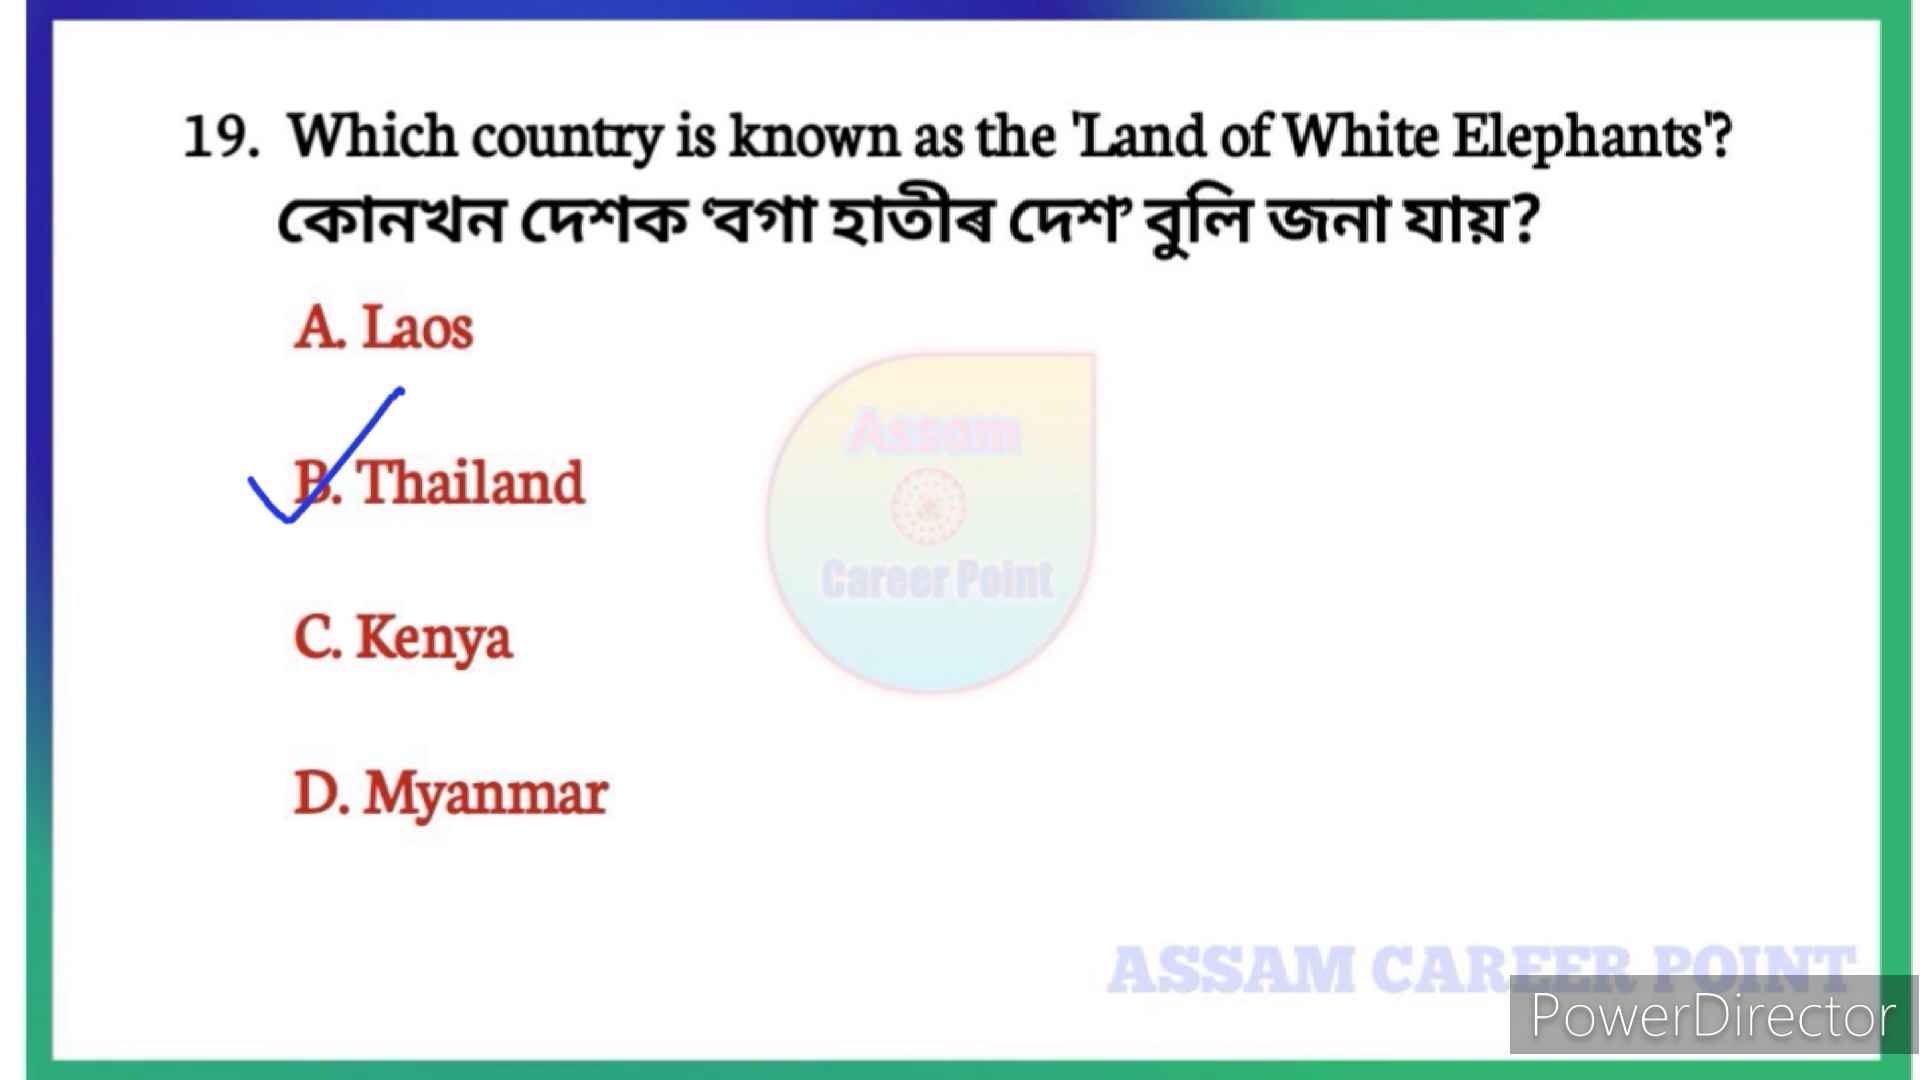 19. Which country is known as the 'Land of White Elephants'?
কোনখন দেশক ‘বগা হাতীৰ দেশ’ বুলি জনা যায়?
A. Laos
B. Thailand
C. Kenya
D. Myanmar
Assam
Career Point
ASSAM CAREER POINT
PowerDirector